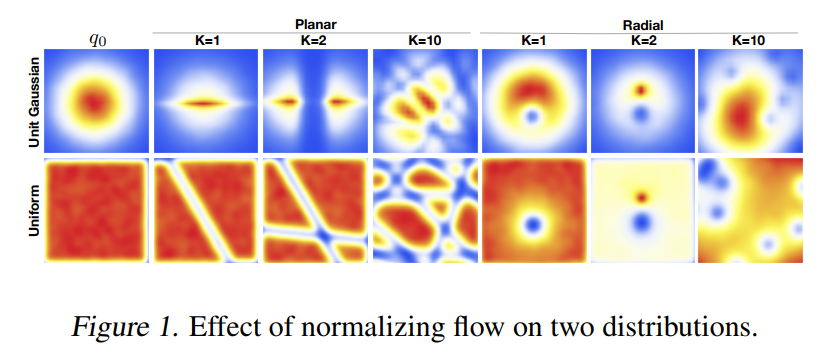 Planar Radial
q0 K=1 K=2 K=10 K=1 K=2 K=10
Unit Gaussian
Uniform
Figure 1. Effect of normalizing flow on two distributions.